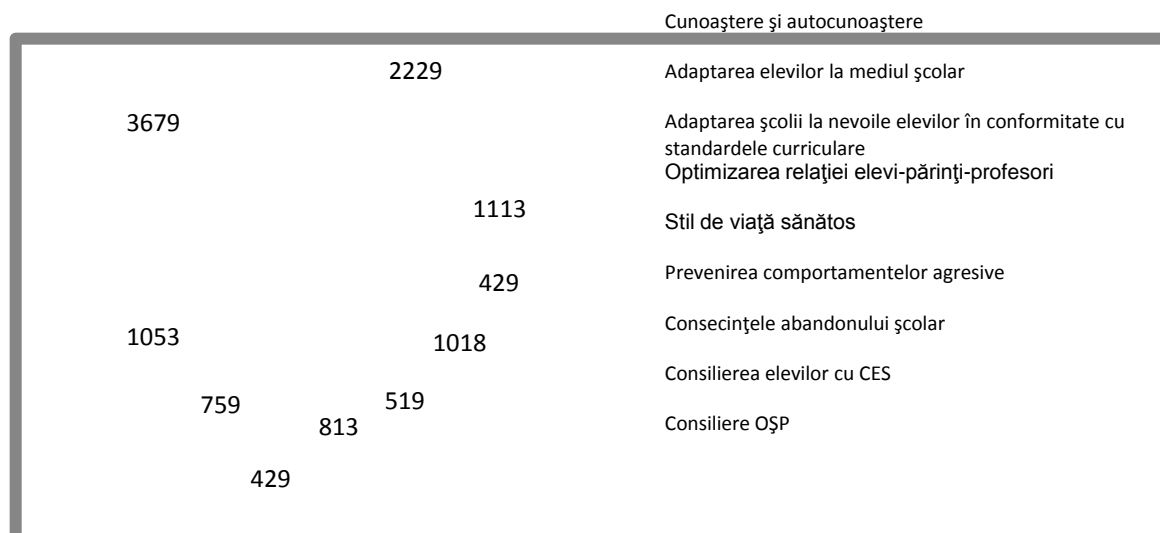 Cunoaştere şi autocunoaştere
2229
Adaptarea elevilor la mediul şcolar
3679
Adaptarea şcolii la nevoile elevilor în conformitate cu
standardele curriculare
Optimizarea relaţiei elevi-părinţi-profesori
1113
Stil de viaţă sănătos
429
Prevenirea comportamentelor agresive
1053
1018
Consecinţele abandonului şcolar
Consilierea elevilor cu CES
759
519
813
Consiliere OŞP
429